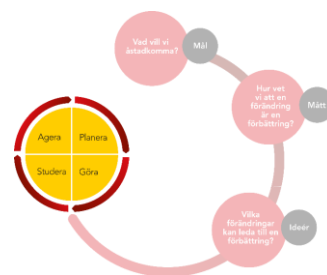 Vad vill vi
åstadkomma?
Mål
Hur vet
vi att en
förändring
är en
förbättring?
Mått
Agera
Planera
Studera
Göra
Vilka
förändringar
kan leda till en
förbättring?
Ideér